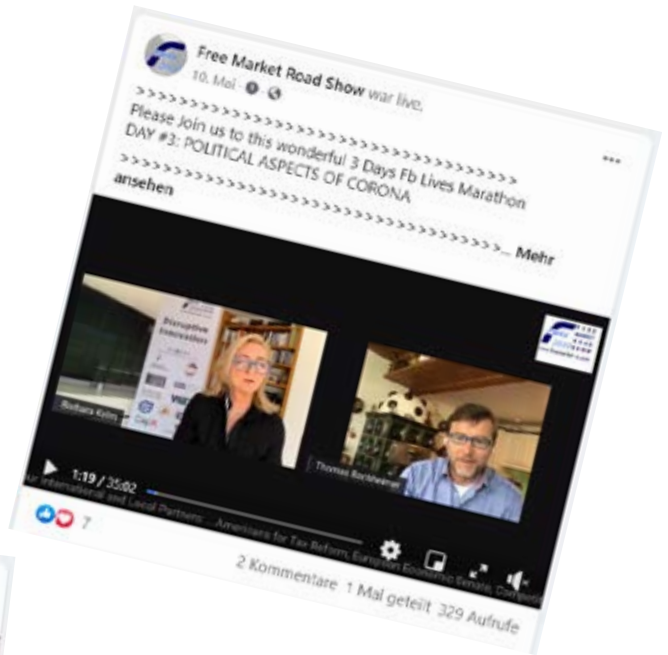 Free Market Road Show war live.
10. Mai
>>>>>>>>>>>>>>>>>>>>>>>>>>>>>>>>>>>
Please Join us to this wonderful 3 Days Fb Lives Marathon
DAY #3: POLITICAL ASPECTS OF CORONA
>>>>>>>>>>>>>>>>>>>>>>>>>>>>>>>>>>>... Mehr
ansehen
Disruptive
Innovation
Barbara Kolm
Thomas
1:19 / 35:02
ur International and Local Partners ... Americans for Tax Reform, European Economic Senate,
7
2 Kommentare 1 Mal geteilt 329 Aufrufe